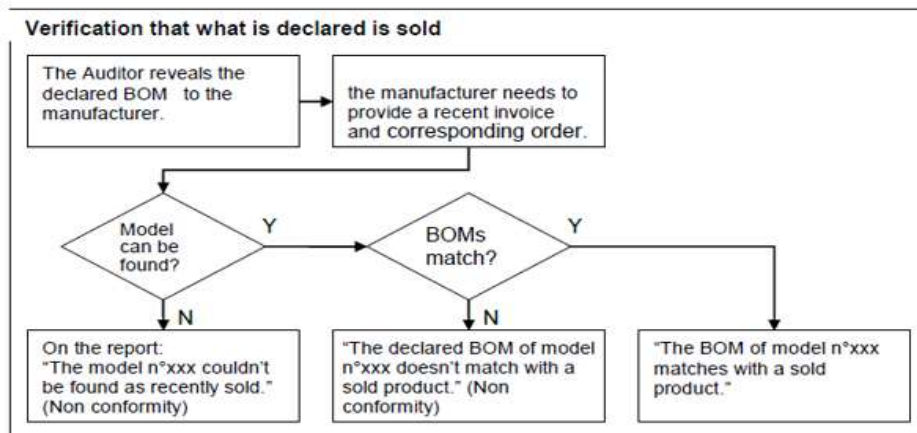 Verification that what is declared is sold
The Auditor reveals the
declared BOM to the
manufacturer.
the manufacturer needs to
provide a recent invoice
and corresponding order.
Model
can be
found?
Y
BOMs
match?
Y
N
N
On the report:
“The model n°xxx couldn’t
be found as recently sold.”
(Non conformity)
“The declared BOM of model
n°xxx doesn’t match with a
sold product.” (Non
conformity)
“The BOM of model n°xxx
matches with a sold
product.”